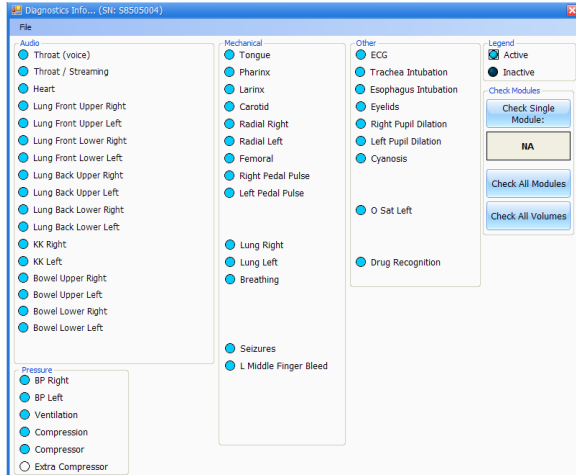 Diagnostics Info... (SN: S8505004)
File
Audio
Throat (voice)
Throat / Streaming
Heart
Lung Front Upper Right
Lung Front Upper Left
Lung Front Lower Right
Lung Front Lower Left
Lung Back Upper Right
Lung Back Upper Left
Lung Back Lower Right
Lung Back Lower Left
KK Right
KK Left
Bowel Upper Right
Bowel Upper Left
Bowel Lower Right
Bowel Lower Left
Pressure
BP Right
BP Left
Ventilation
Compression
Compressor
Extra Compressor
Mechanical
Tongue
Pharinx
Larinx
Carotid
Radial Right
Radial Left
Femoral
Right Pedal Pulse
Left Pedal Pulse
Lung Right
Lung Left
Breathing
Seizures
L Middle Finger Bleed
Other
ECG
Trachea Intubation
Esophagus Intubation
Eyelids
Right Pupil Dilation
Left Pupil Dilation
Cyanosis
O Sat Left
Drug Recognition
Legend
Active
Inactive
Check Modules
Check Single
Module:
NA
Check All Modules
Check All Volumes